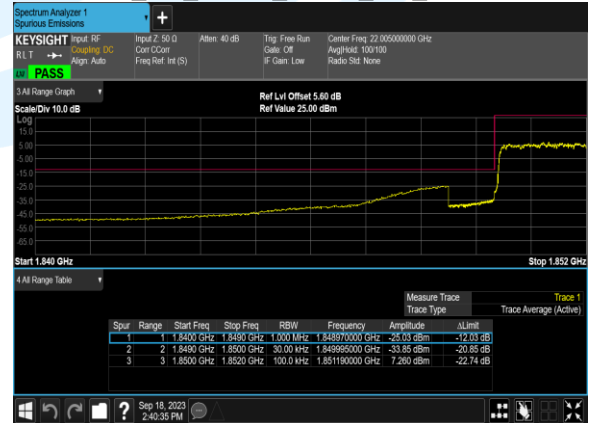 Spectrum Analyzer 1
Spurious Emissions
KEYSIGHT Input: RF Input Z: 50 Ω Atten: 40 dB Trig: Free Run Center Freq: 22.005000000 GHz
RLT Coupling: DC Corr CCorr Gate: Off Avg|Hold: 100/100
Align: Auto Freq Ref: Int (S) IF Gain: Low Radio Std: None
PASS
3 All Range Graph
Ref Lvl Offset 5.60 dB
Scale/Div 10.0 dB Ref Value 25.00 dBm
Log
15.0
5.00
-5.00
-15.0
-25.0
-35.0
-45.0
-55.0
-65.0
Start 1.840 GHz Stop 1.852 GHz
4 All Range Table
Measure Trace Trace 1
Trace Type Trace Average (Active)
Spur Range Start Freq Stop Freq RBW Frequency Amplitude ΔLimit
1 1 1.8400 GHz 1.8490 GHz 1.000 MHz 1.848970000 GHz -25.03 dBm -12.03 dB
2 2 1.8490 GHz 1.8500 GHz 30.00 kHz 1.849995000 GHz -33.85 dBm -20.85 dB
3 3 1.8500 GHz 1.8520 GHz 100.0 kHz 1.851190000 GHz 7.260 dBm -22.74 dB
? Sep 18, 2023
2:40:35 PM